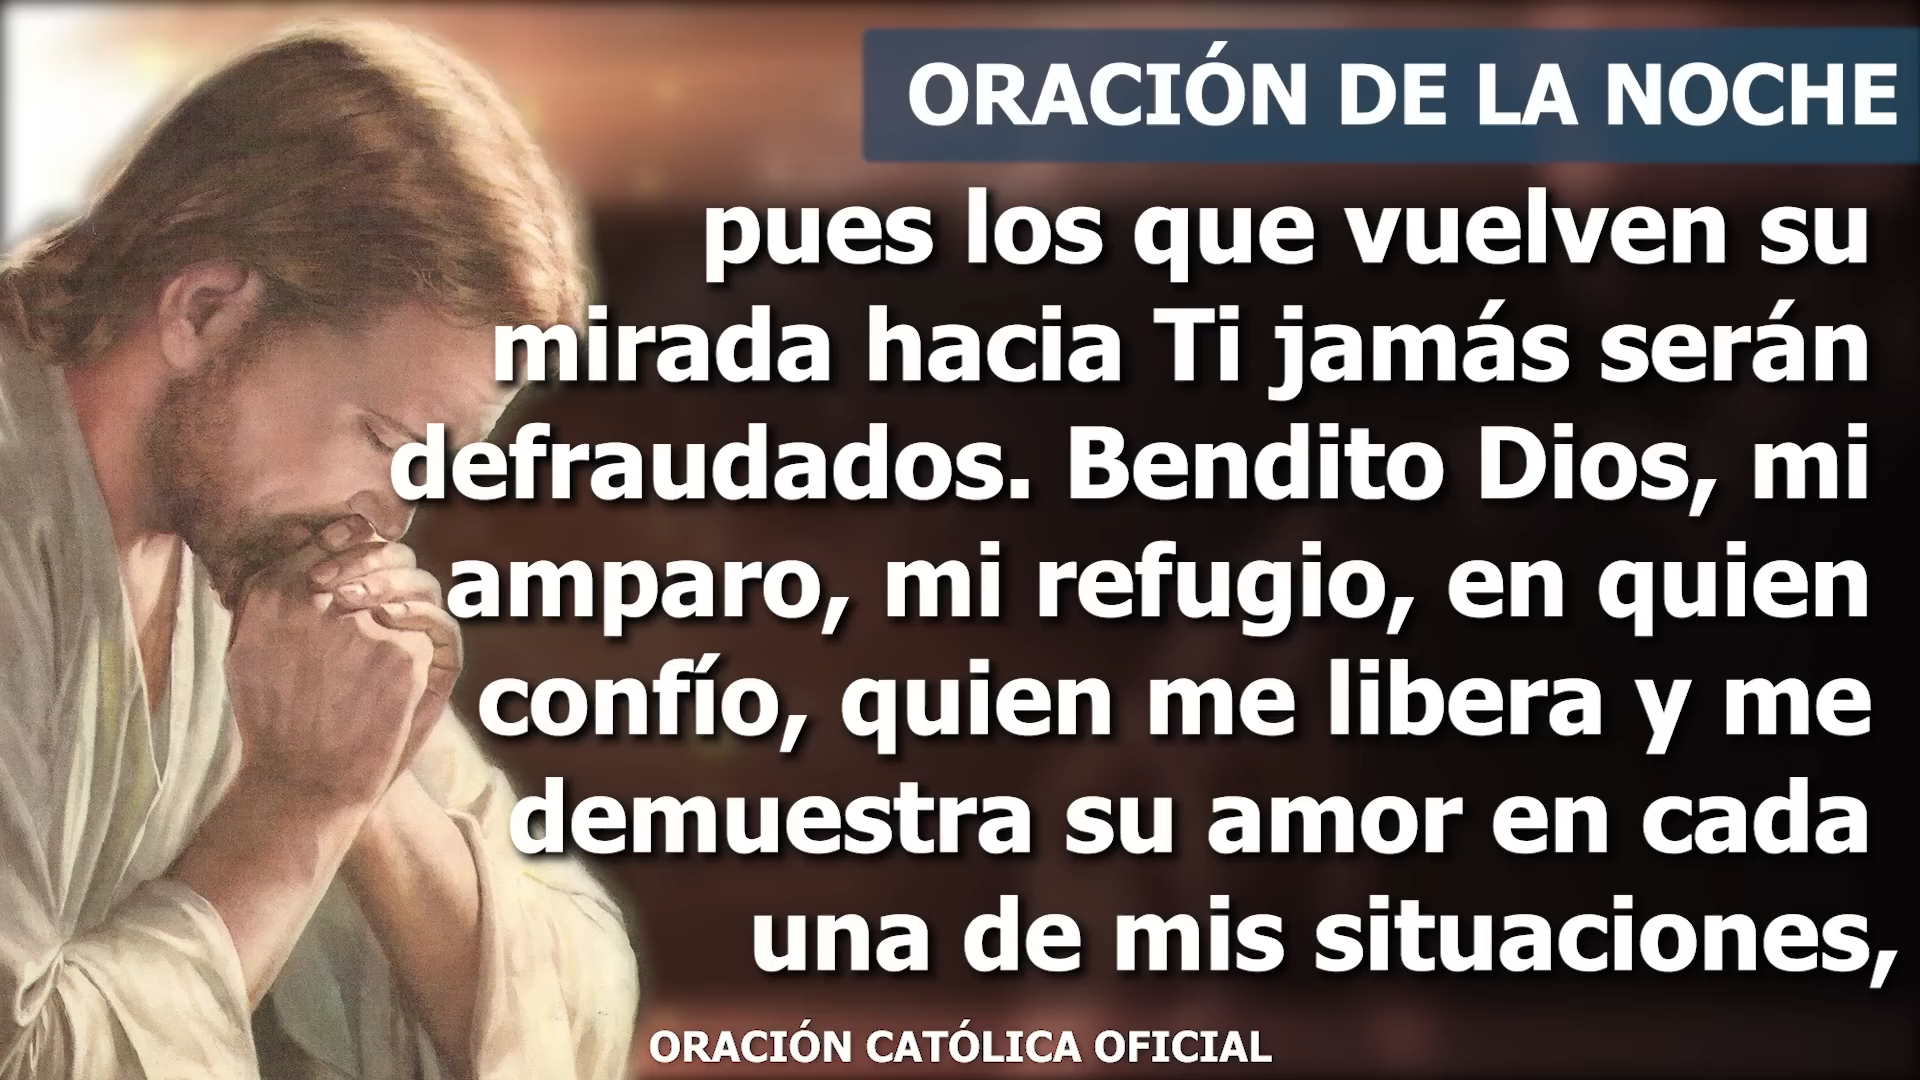 ORACIÓN DE LA NOCHE
pues los que vuelven su
mirada hacia Ti jamás serán
defraudados. Bendito Dios, mi
amparo, mi refugio, en quien
confío, quien me libera y me
demuestra su amor en cada
una de mis situaciones,
ORACIÓN CATÓLICA OFICIAL